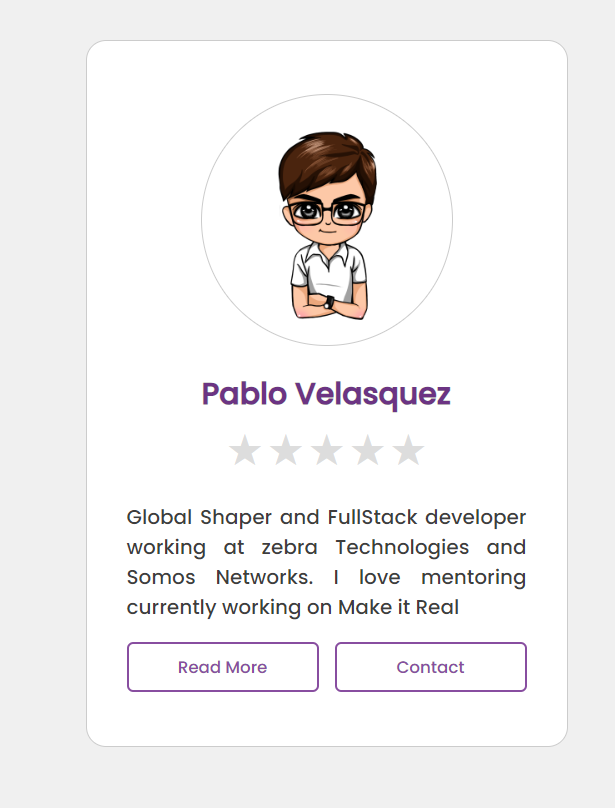 Pablo Velasquez
Global Shaper and FullStack developer
working at zebra Technologies and
Somos Networks. I love mentoring
currently working on Make it Real
Read More
Contact